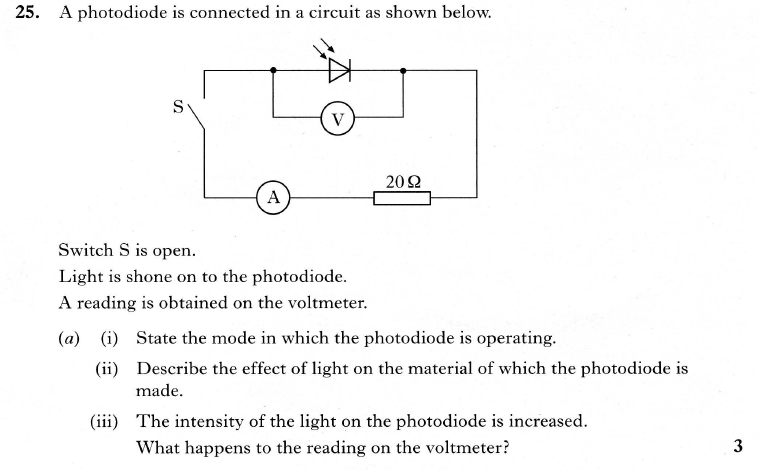 25. A photodiode is connected in a circuit as shown below.
S
V
20 Ω
A
Switch S is open.
Light is shone on to the photodiode.
A reading is obtained on the voltmeter.
(a) (i) State the mode in which the photodiode is operating.
(ii) Describe the effect of light on the material of which the photodiode is
made.
(iii) The intensity of the light on the photodiode is increased.
What happens to the reading on the voltmeter? 3